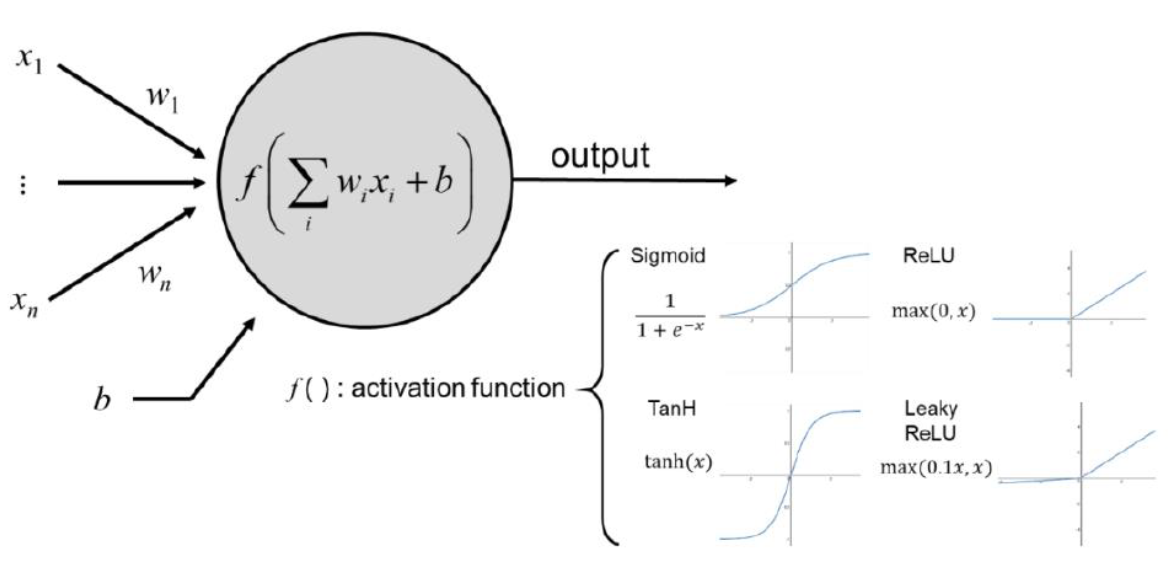 x₁
w₁
⋮
f(∑ᵢ wᵢxᵢ + b)
output
wₙ
xₙ
b
f( ) : activation function
Sigmoid
1 / (1 + e⁻ˣ)
ReLU
max(0, x)
TanH
tanh(x)
Leaky
ReLU
max(0.1x, x)